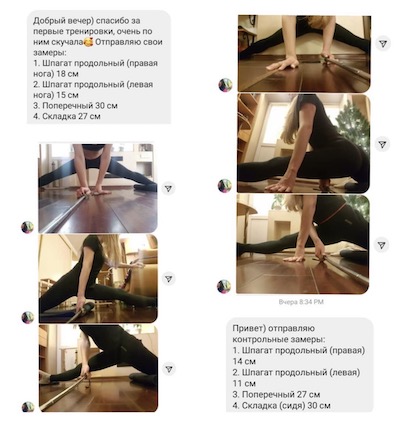 Добрый вечер) спасибо за
первые тренировки, очень по
ним скучала🥰 Отправляю свои
замеры:
1. Шпагат продольный (правая
нога) 18 см
2. Шпагат продольный (левая
нога) 15 см
3. Поперечный 30 см
4. Складка 27 см
Вчера 8:34 PM
Привет) отправляю
контрольные замеры:
1. Шпагат продольный (правая)
14 см
2. Шпагат продольный (левая)
11 см
3. Поперечный 27 см
4. Складка (сидя) 30 см